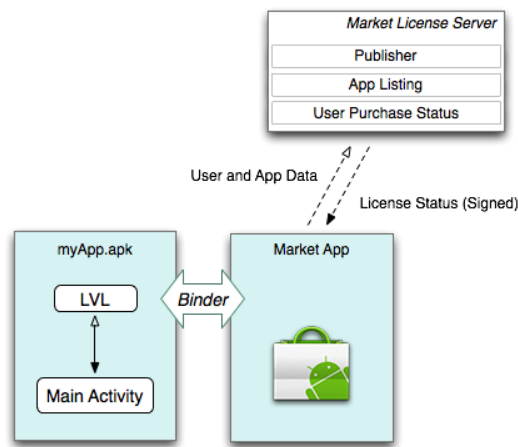 Market License Server
Publisher
App Listing
User Purchase Status
User and App Data
License Status (Signed)
myApp.apk
LVL
Main Activity
Binder
Market App